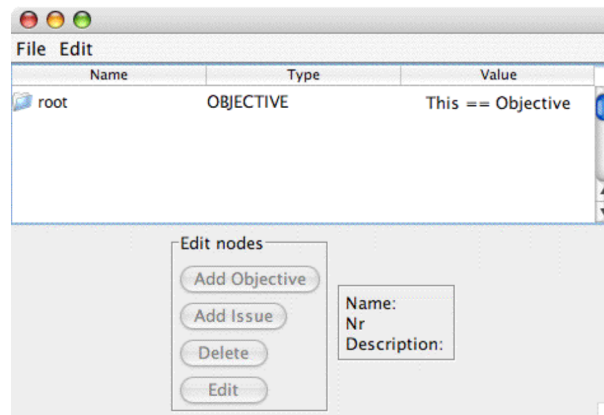 File Edit
Name Type Value
root OBJECTIVE This == Objective
Edit nodes
Add Objective
Add Issue
Delete
Edit
Name:
Nr
Description: